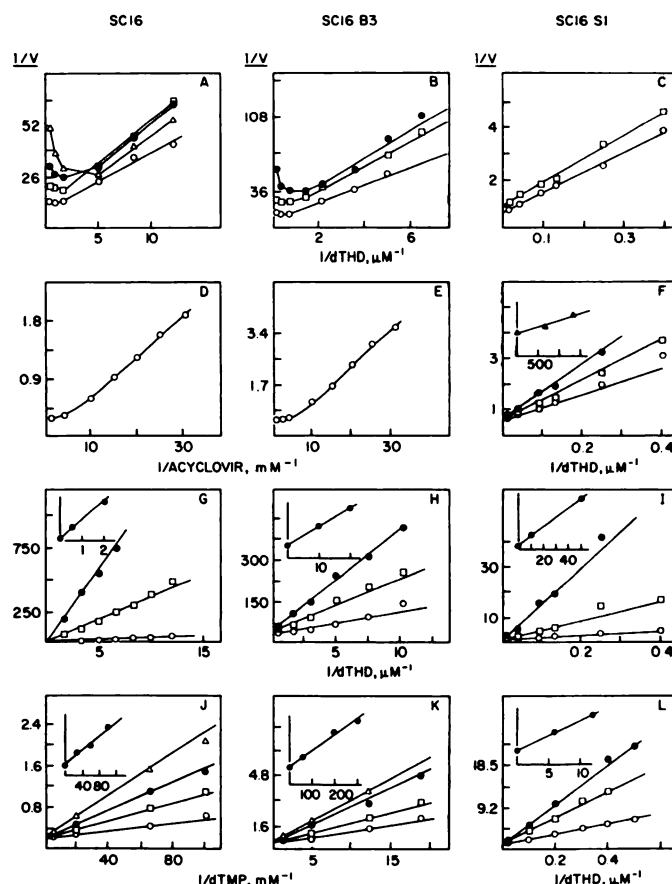 SC16 SC16 B3 SC16 S1
1/V 1/V 1/V
A B C
52 108 4
26 36 2
5 10 2 4 6 0.1 0.3
1/dTHD, µM⁻¹
D E F
1.8 3.4 3
0.9 1.7 1
500
10 20 30 10 20 30 0 0.2 0.4
1/ACYCLOVIR, mM⁻¹ 1/dTHD, µM⁻¹
G H I
750 300 30
250 150 10
1 2 10 20 40
5 15 5 10 0 0.2 0.4
1/dTHD, µM⁻¹
J K L
2.4 4.8 18.5
1.6 1.6 9.2
0.8
40 80 100 200 5 10
40 80 5 15 0 0.2 0.4
1/dTMP, mM⁻¹ 1/dTHD, µM⁻¹